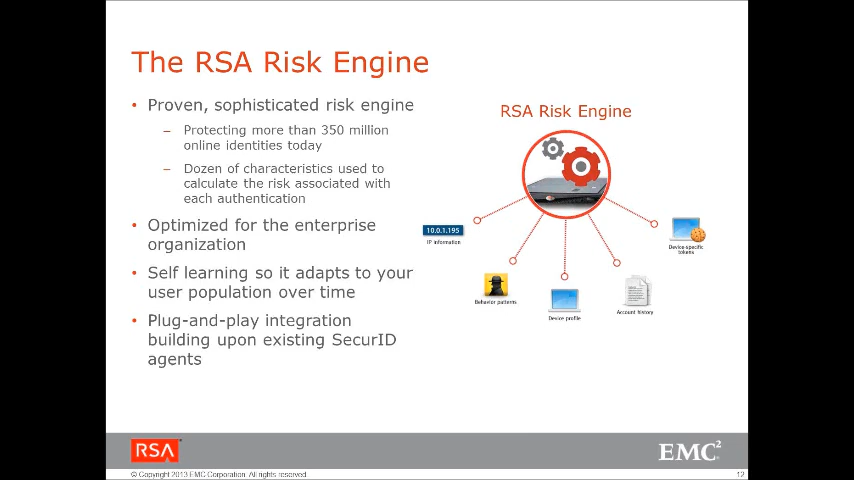 The RSA Risk Engine
• Proven, sophisticated risk engine
– Protecting more than 350 million
online identities today
– Dozen of characteristics used to
calculate the risk associated with
each authentication
• Optimized for the enterprise
organization
• Self learning so it adapts to your
user population over time
• Plug-and-play integration
building upon existing SecurID
agents
RSA Risk Engine
10.0.1.195
IP information
Behavior patterns
Device profile
Account history
Device-specific
tokens
RSA
EMC²
© Copyright 2013 EMC Corporation. All rights reserved.
12